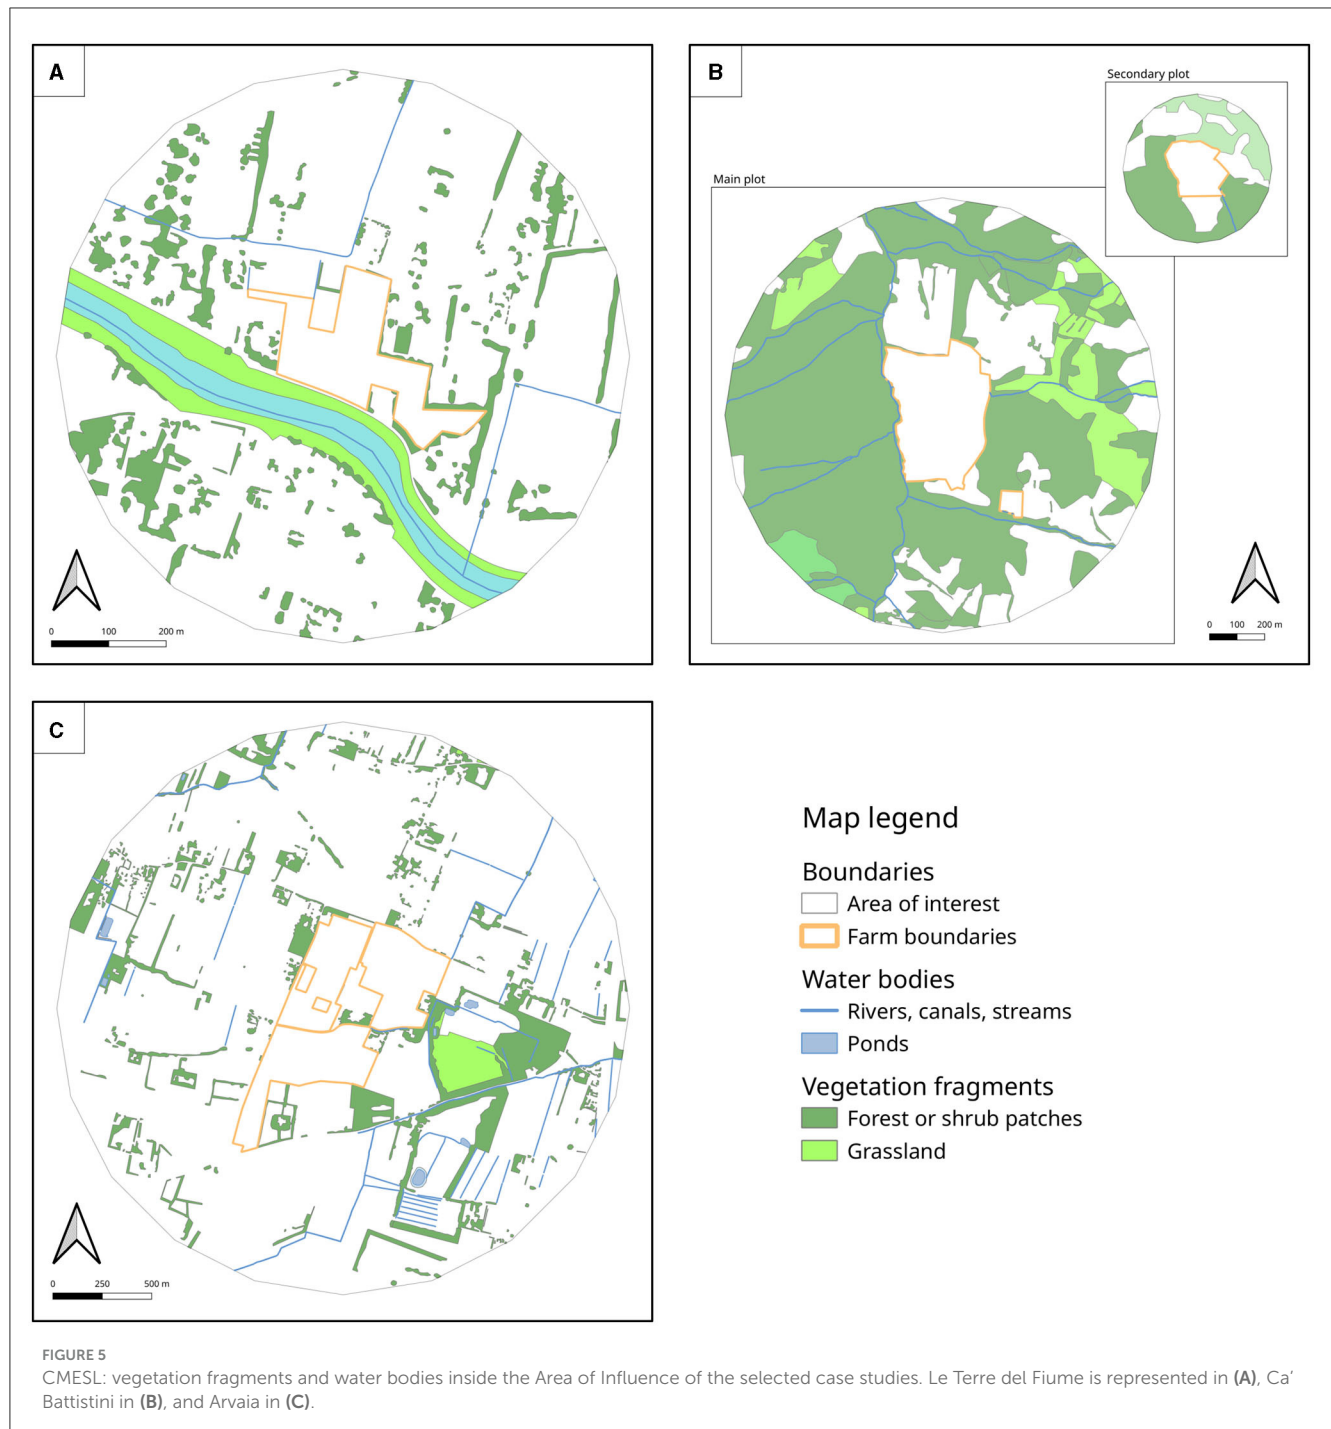 A
0 100 200 m
B
Secondary plot
Main plot
0 100 200 m
C
0 250 500 m
Map legend
Boundaries
Area of interest
Farm boundaries
Water bodies
Rivers, canals, streams
Ponds
Vegetation fragments
Forest or shrub patches
Grassland
FIGURE 5
CMESL: vegetation fragments and water bodies inside the Area of Influence of the selected case studies. Le Terre del Fiume is represented in (A), Ca’
Battistini in (B), and Arvaia in (C).